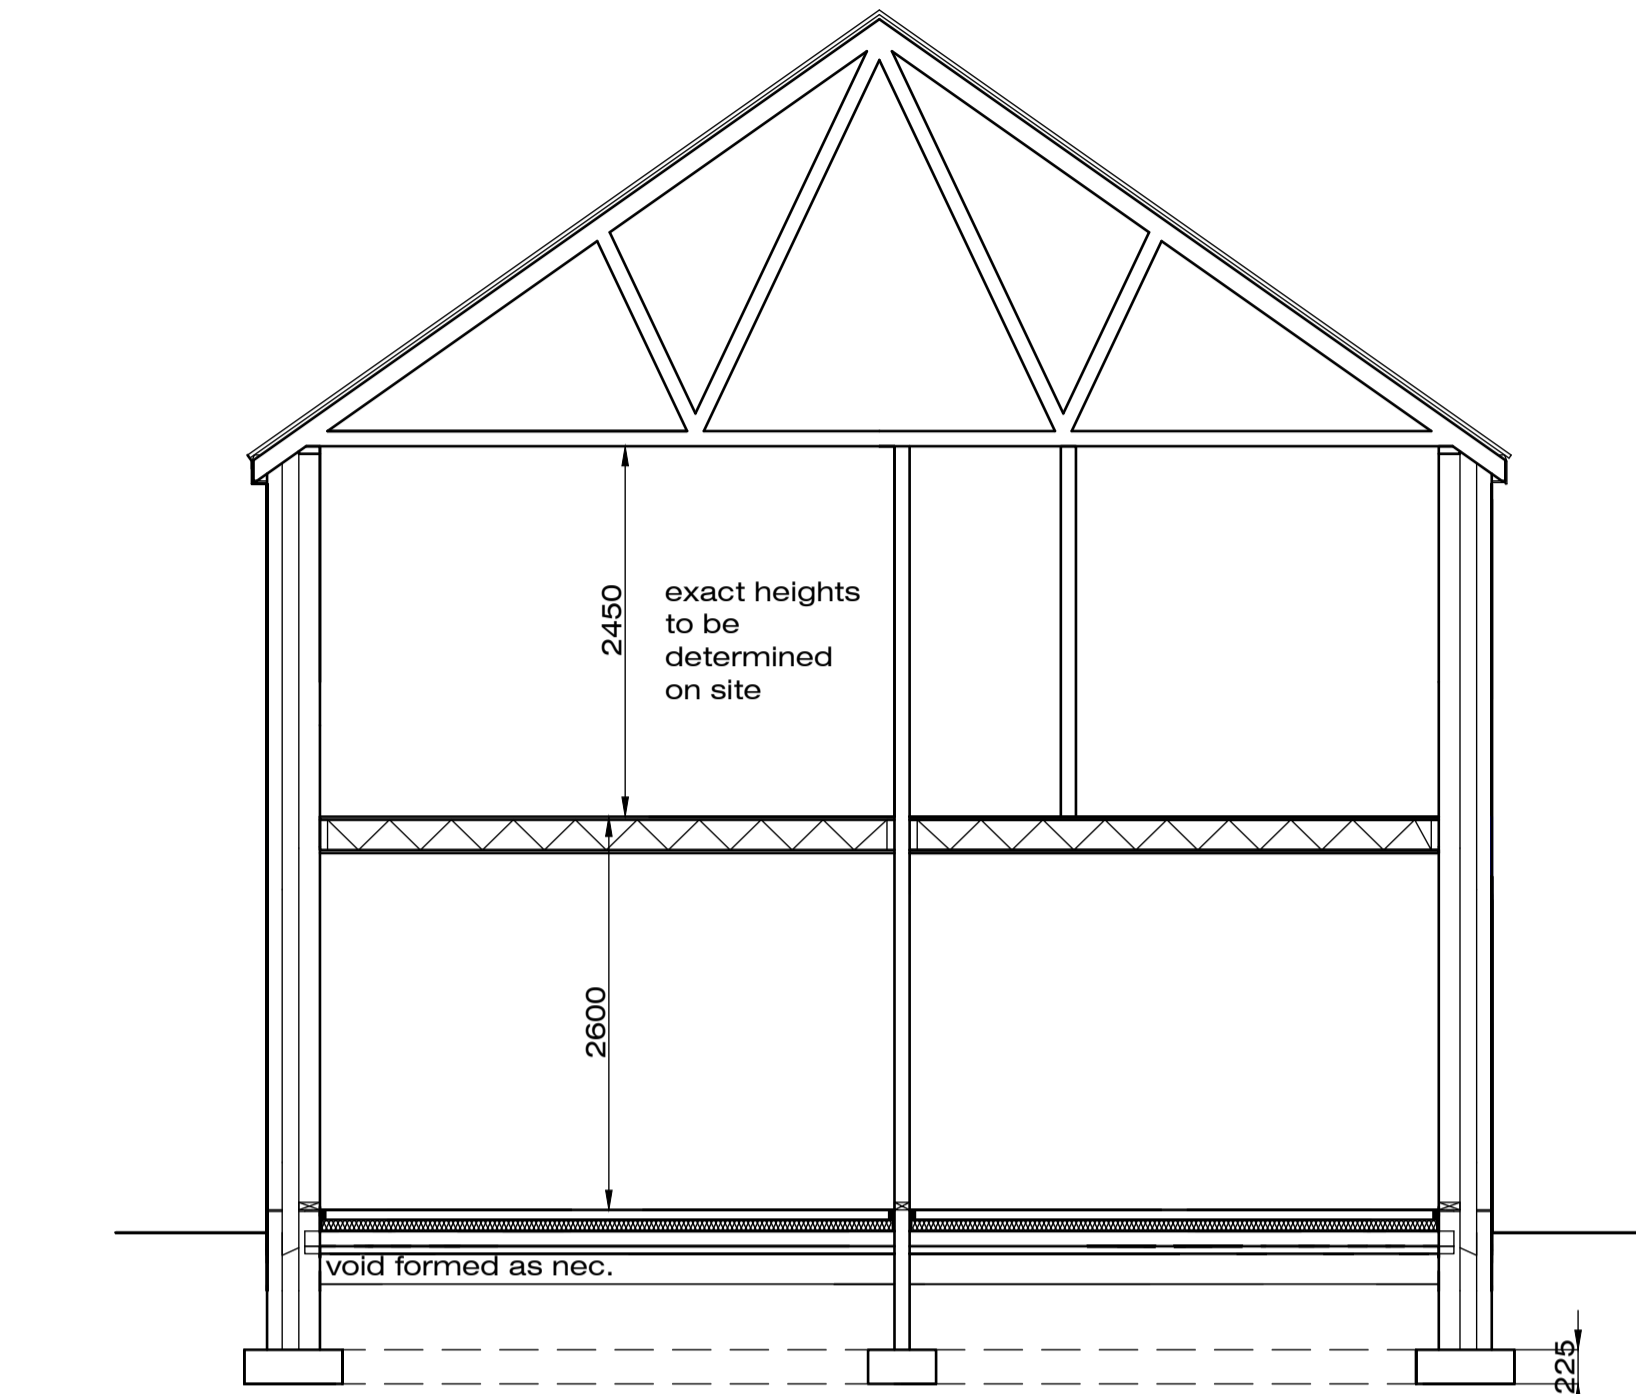 2450
exact heights
to be
determined
on site
2600
void formed as nec.
225